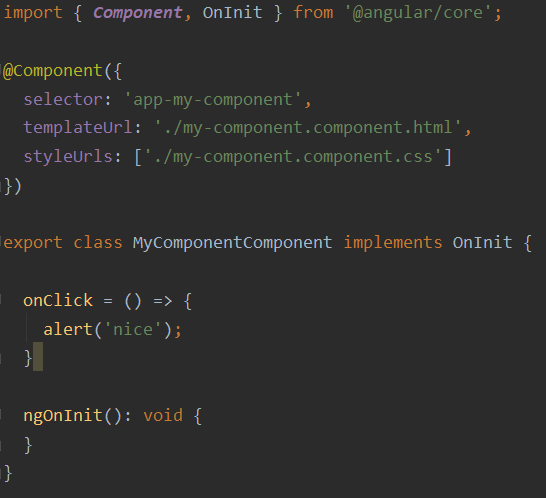 import { Component, OnInit } from '@angular/core';
@Component({
selector: 'app-my-component',
templateUrl: './my-component.component.html',
styleUrls: ['./my-component.component.css']
})
export class MyComponentComponent implements OnInit {
onClick = () => {
alert('nice');
}
ngOnInit(): void {
}
}